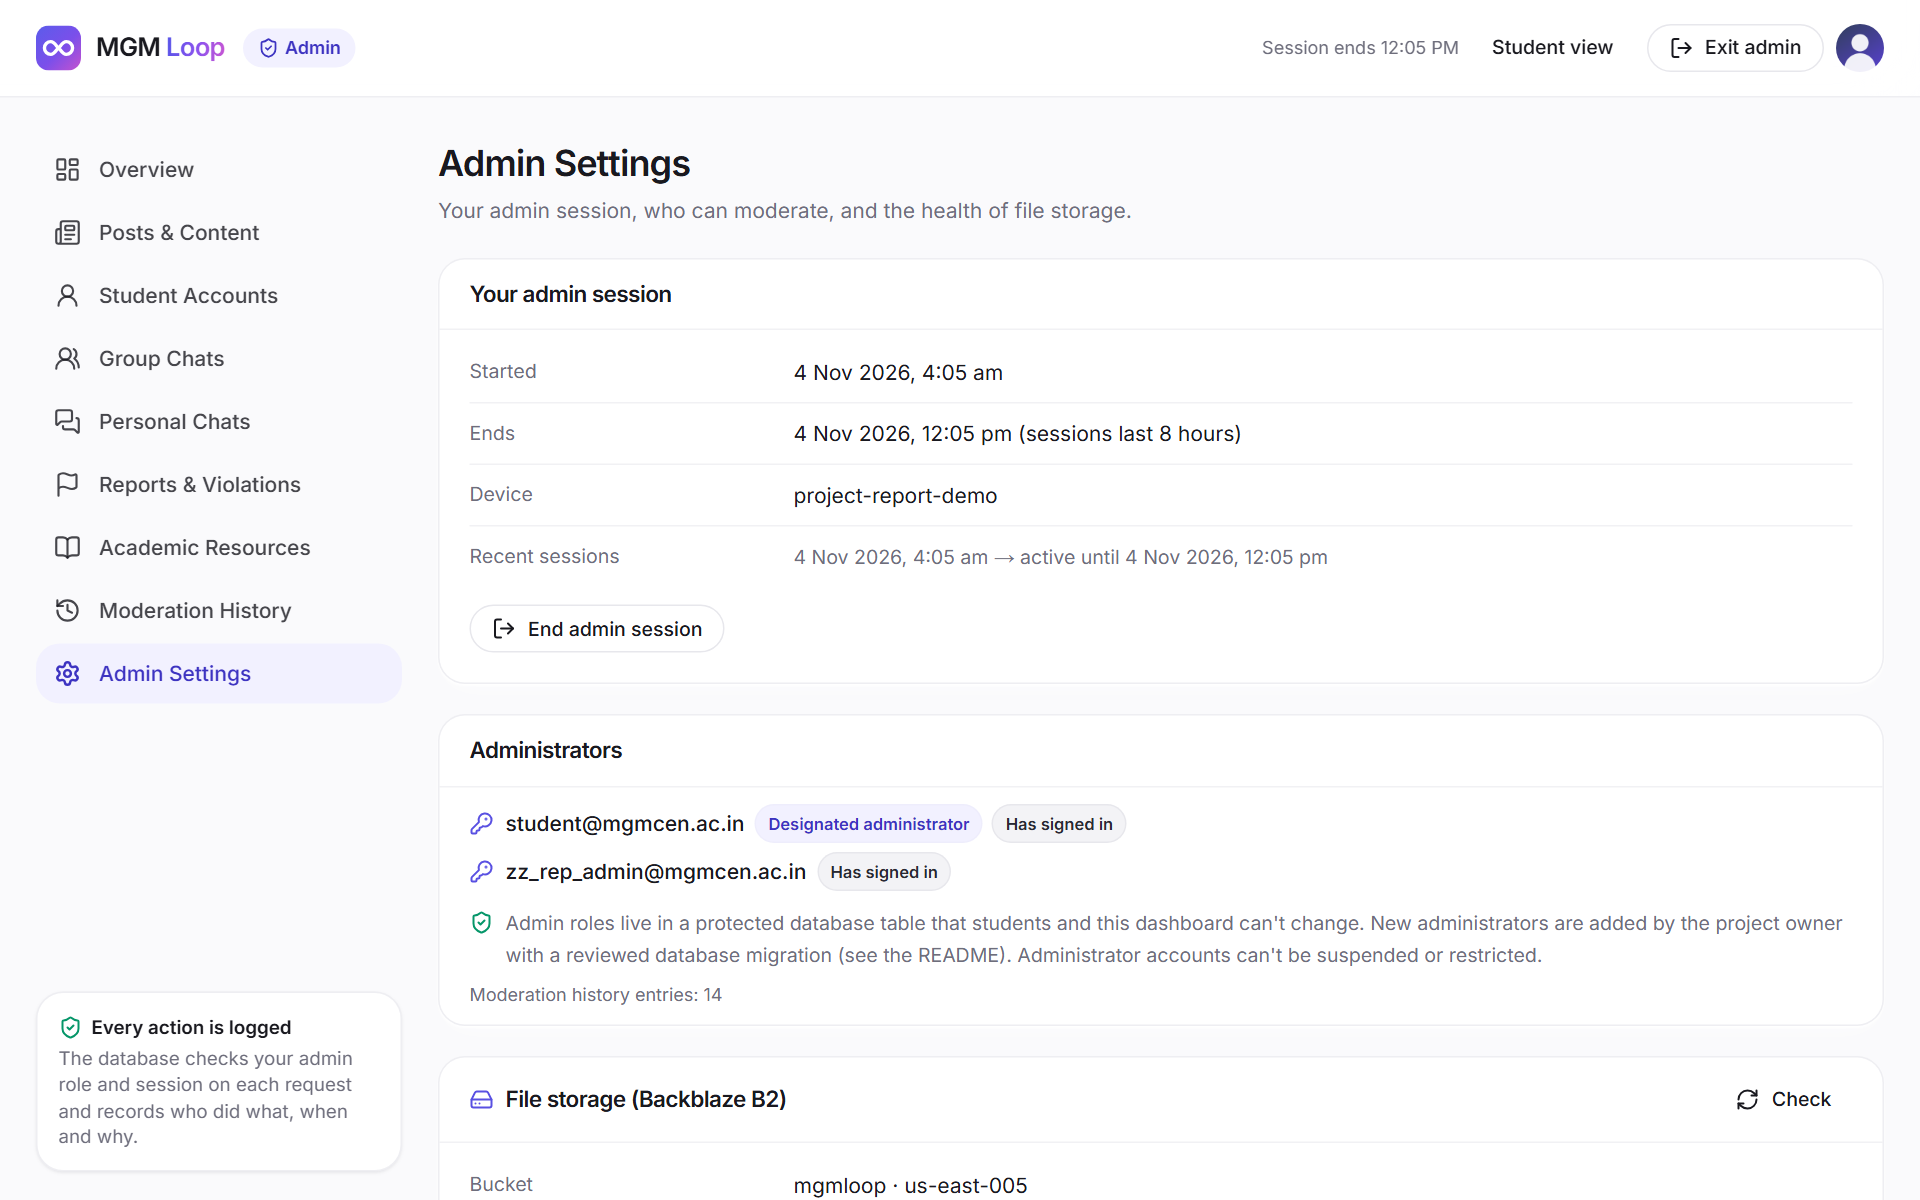 MGM Loop
Admin
Session ends 12:05 PM
Student view
Exit admin
Overview
Posts & Content
Student Accounts
Group Chats
Personal Chats
Reports & Violations
Academic Resources
Moderation History
Admin Settings
Every action is logged
The database checks your admin
role and session on each request
and records who did what, when
and why.
Admin Settings
Your admin session, who can moderate, and the health of file storage.
Your admin session
Started 4 Nov 2026, 4:05 am
Ends 4 Nov 2026, 12:05 pm (sessions last 8 hours)
Device project-report-demo
Recent sessions 4 Nov 2026, 4:05 am → active until 4 Nov 2026, 12:05 pm
End admin session
Administrators
student@mgmcen.ac.in Designated administrator Has signed in
zz_rep_admin@mgmcen.ac.in Has signed in
Admin roles live in a protected database table that students and this dashboard can't change. New administrators are added by the project owner
with a reviewed database migration (see the README). Administrator accounts can't be suspended or restricted.
Moderation history entries: 14
File storage (Backblaze B2)
Check
Bucket mgmloop · us-east-005